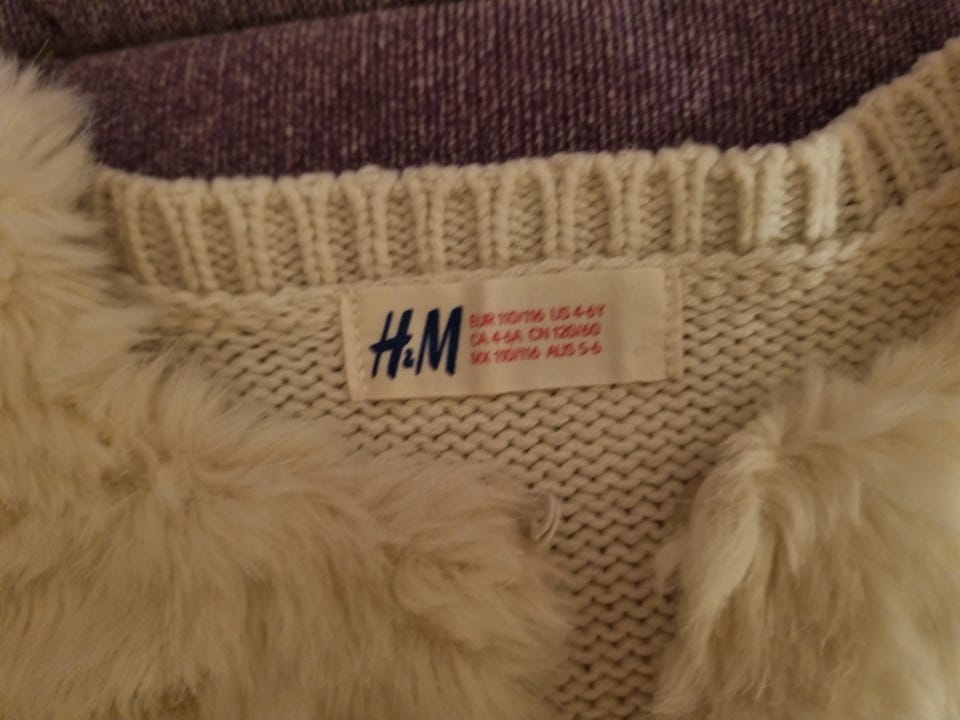 H&M
EUR 110/116 US 4-6Y
CA 4-6A CN 120/60
MX 110/116 AUS 5-6